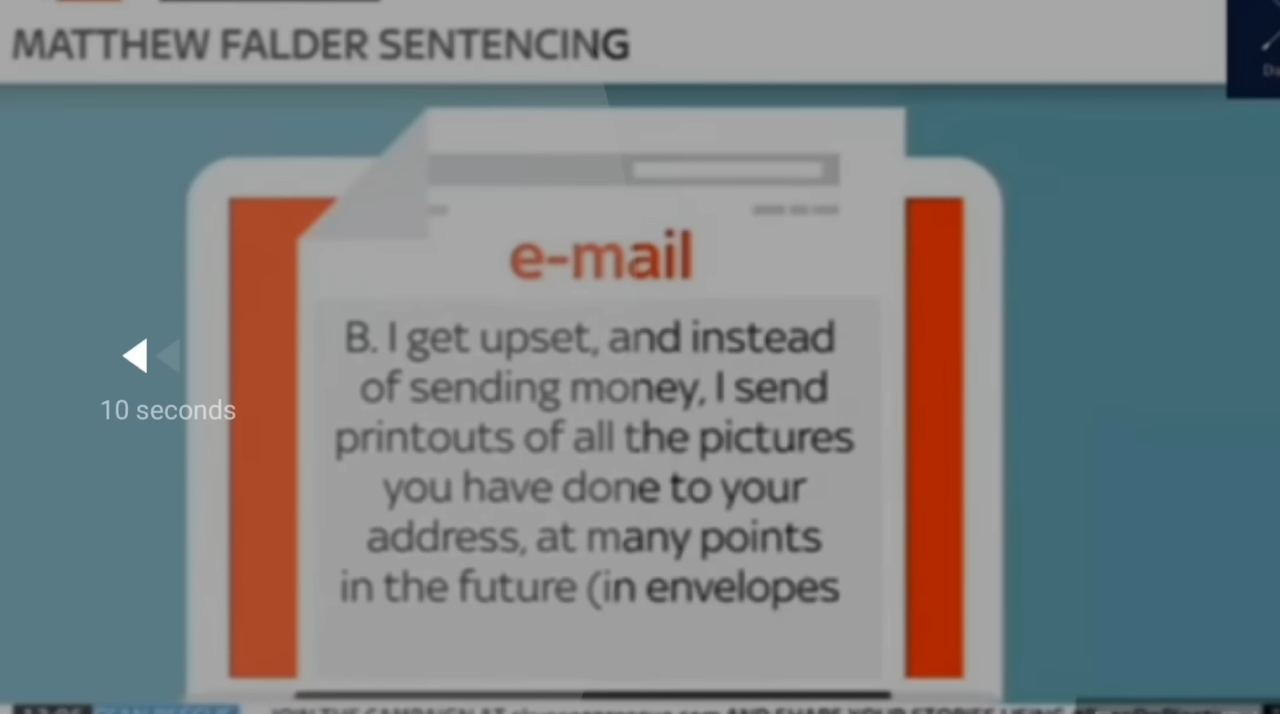 MATTHEW FALDER SENTENCING
e-mail
B. I get upset, and instead
of sending money, I send
printouts of all the pictures
you have done to your
address, at many points
in the future (in envelopes
10 seconds